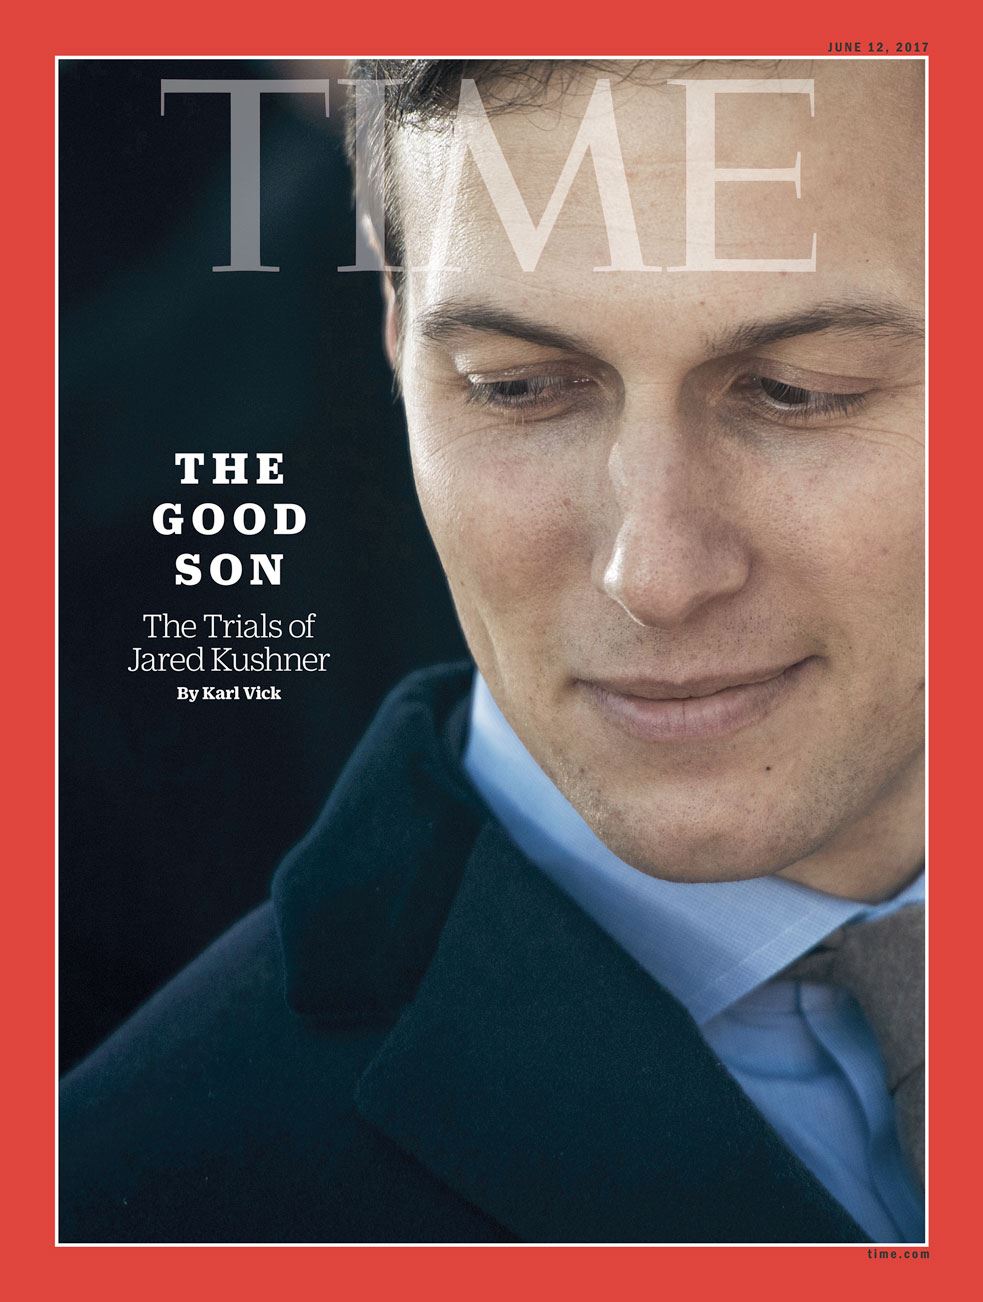 JUNE 12, 2017
TIME
THE
GOOD
SON
The Trials of
Jared Kushner
By Karl Vick
time.com